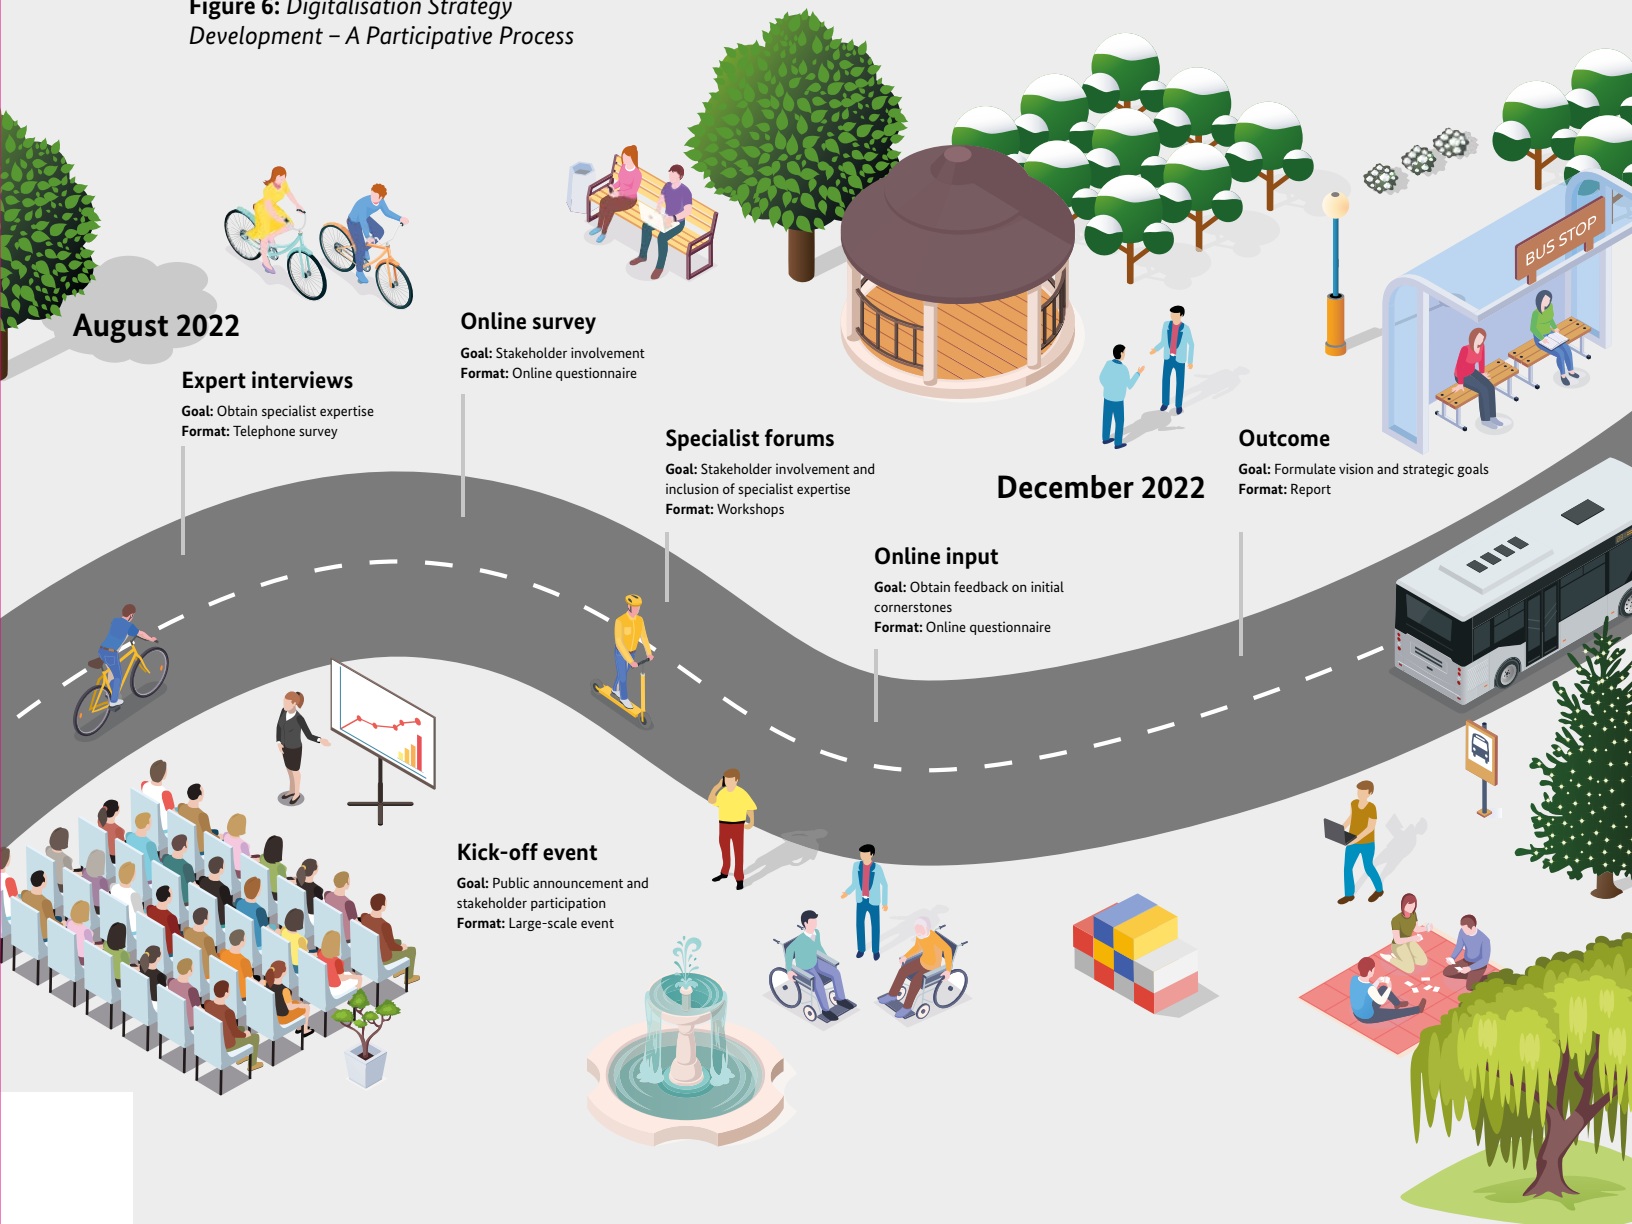 Figure 6: Digitalisation Strategy
Development – A Participative Process
August 2022
Expert interviews
Goal: Obtain specialist expertise
Format: Telephone survey
Online survey
Goal: Stakeholder involvement
Format: Online questionnaire
Specialist forums
Goal: Stakeholder involvement and
inclusion of specialist expertise
Format: Workshops
Online input
Goal: Obtain feedback on initial
cornerstones
Format: Online questionnaire
December 2022
Outcome
Goal: Formulate vision and strategic goals
Format: Report
BUS STOP
Kick-off event
Goal: Public announcement and
stakeholder participation
Format: Large-scale event